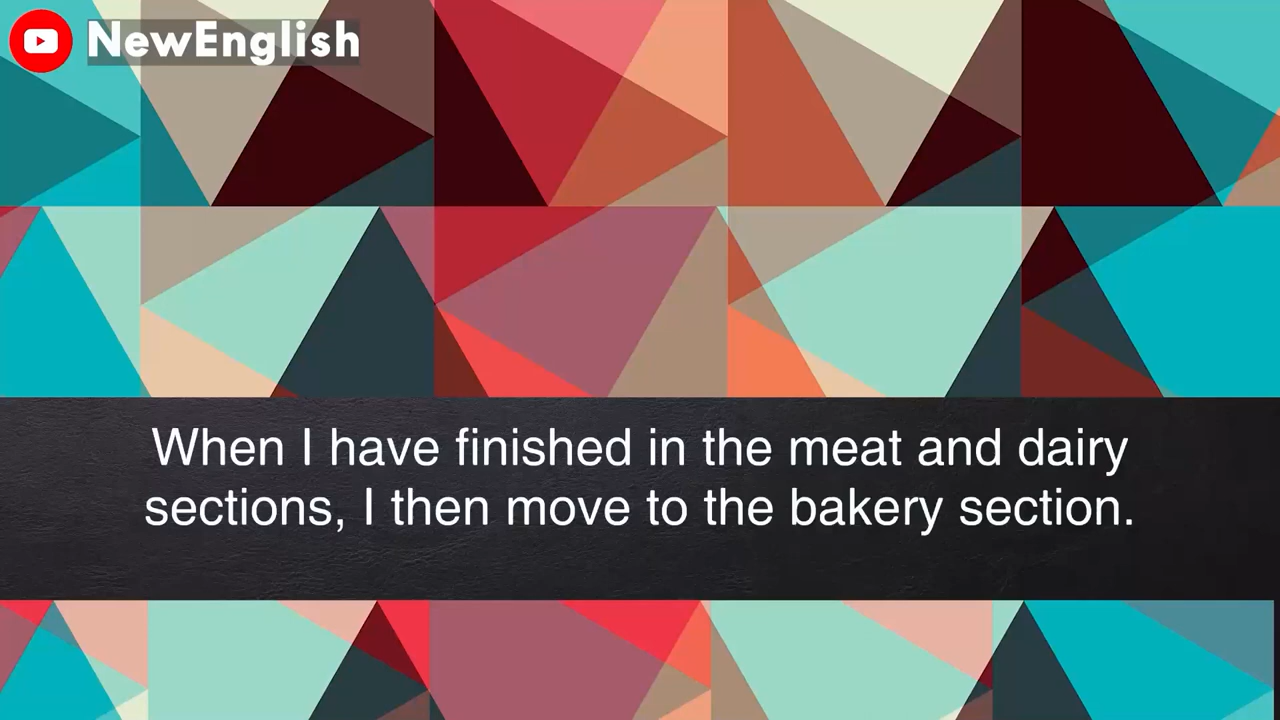 NewEnglish
When I have finished in the meat and dairy
sections, I then move to the bakery section.